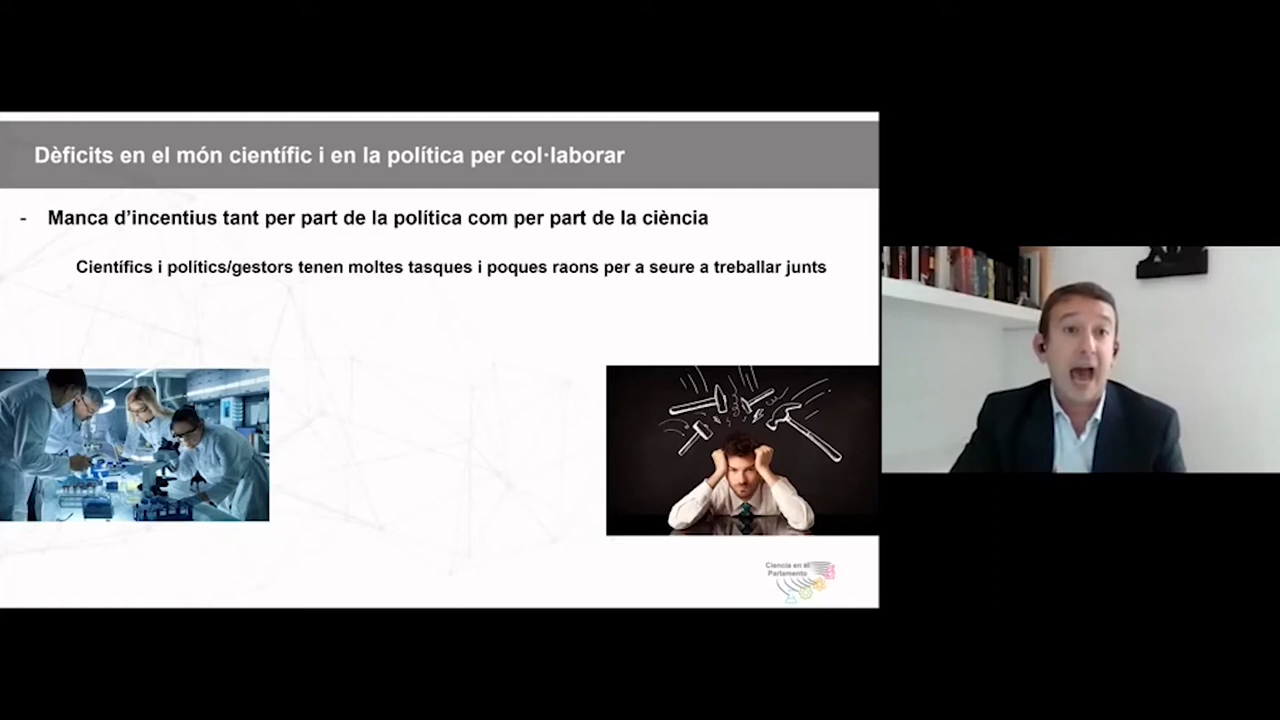 Dèficits en el món científic i en la política per col·laborar
- Manca d'incentius tant per part de la política com per part de la ciència
Científics i polítics/gestors tenen moltes tasques i poques raons per a seure a treballar junts
Ciencia en el
Parlamento